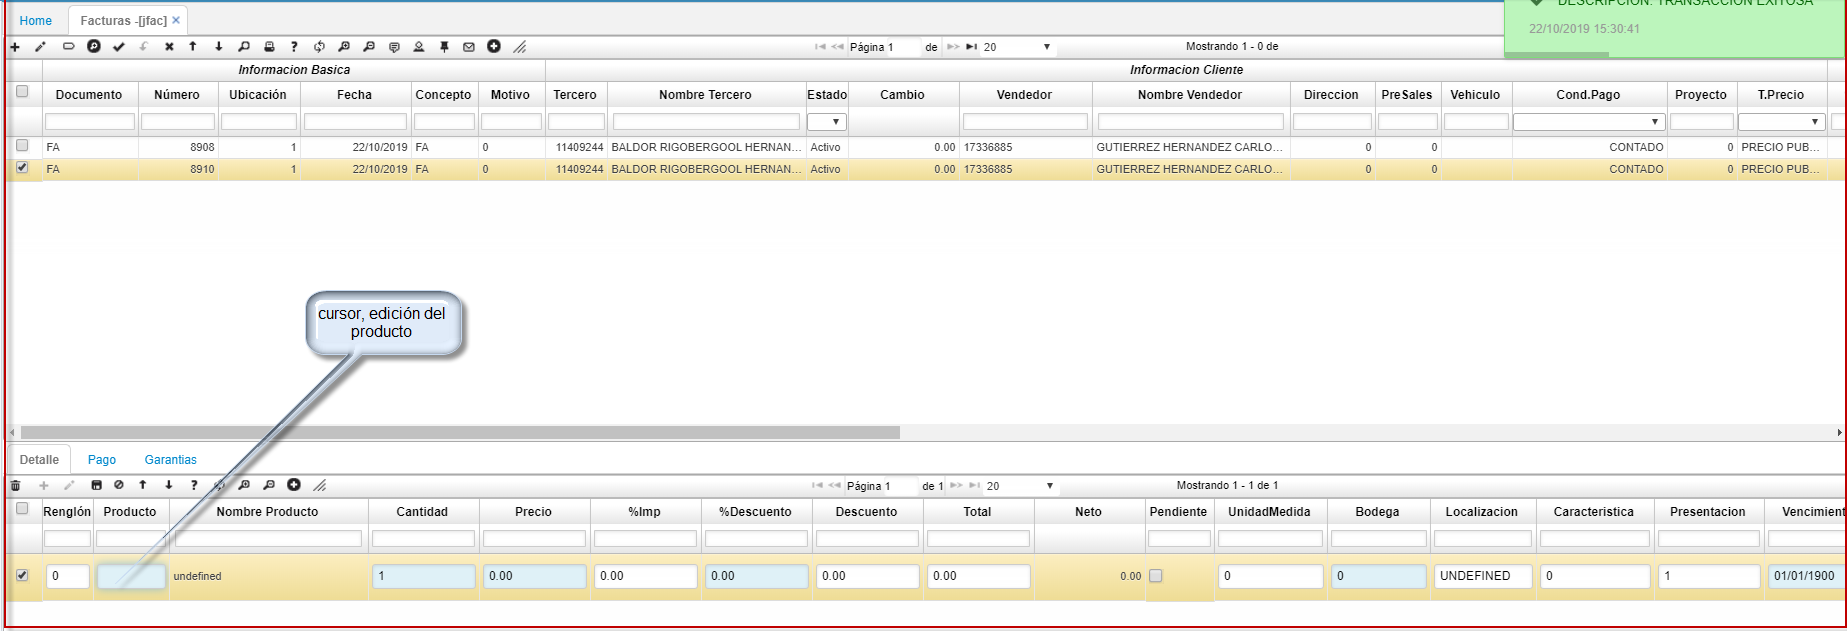 DESCRIPCION: TRANSACCION EXITOSA
22/10/2019 15:30:41
Home Facturas -[jfac] ×
Página 1 de 20 Mostrando 1 - 0 de
Informacion Basica Informacion Cliente
Documento Número Ubicación Fecha Concepto Motivo Tercero Nombre Tercero Estado Cambio Vendedor Nombre Vendedor Direccion PreSales Vehiculo Cond.Pago Proyecto T.Precio
FA 8908 1 22/10/2019 FA 0 11409244 BALDOR RIGOBERGOOL HERNAN... Activo 0.00 17336885 GUTIERREZ HERNANDEZ CARLO... 0 0 CONTADO 0 PRECIO PUB...
FA 8910 1 22/10/2019 FA 0 11409244 BALDOR RIGOBERGOOL HERNAN... Activo 0.00 17336885 GUTIERREZ HERNANDEZ CARLO... 0 0 CONTADO 0 PRECIO PUB...
cursor, edición del
producto
Detalle Pago Garantias
Página 1 de 1 20 Mostrando 1 - 1 de 1
Renglón Producto Nombre Producto Cantidad Precio %Imp %Descuento Descuento Total Neto Pendiente UnidadMedida Bodega Localizacion Caracteristica Presentacion Vencimient
0 undefined 1 0.00 0.00 0.00 0.00 0.00 0.00 0 0 UNDEFINED 0 1 01/01/1900